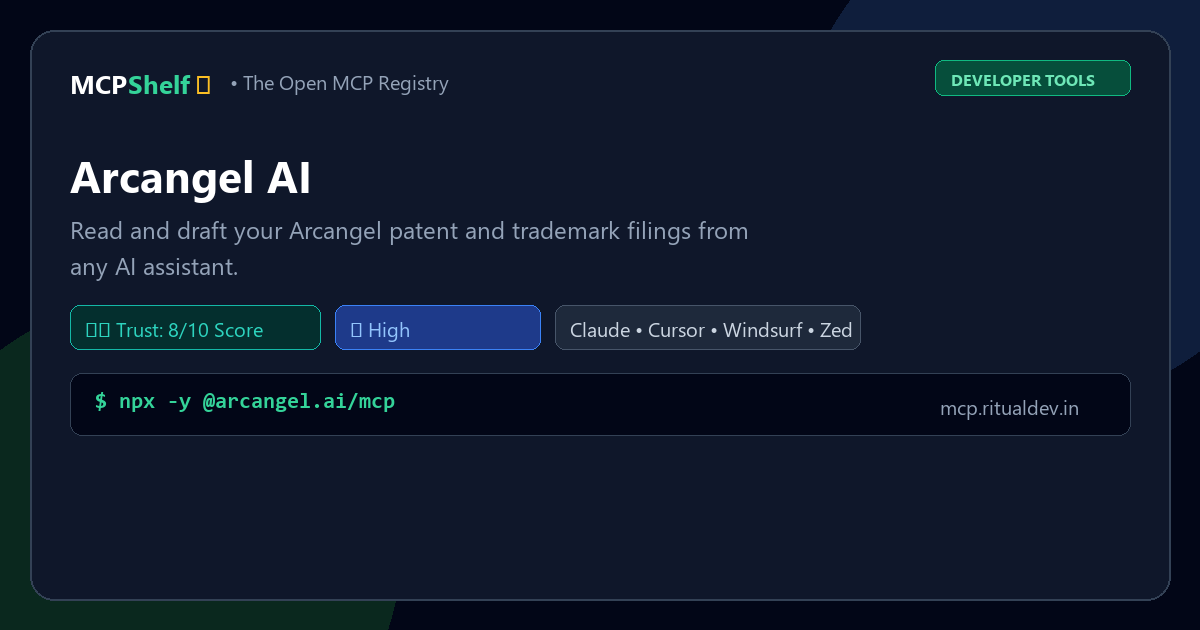 MCPShelf • The Open MCP Registry
DEVELOPER TOOLS
Arcangel AI
Read and draft your Arcangel patent and trademark filings from
any AI assistant.
Trust: 8/10 Score
High
Claude • Cursor • Windsurf • Zed
$ npx -y @arcangel.ai/mcp
mcp.ritualdev.in